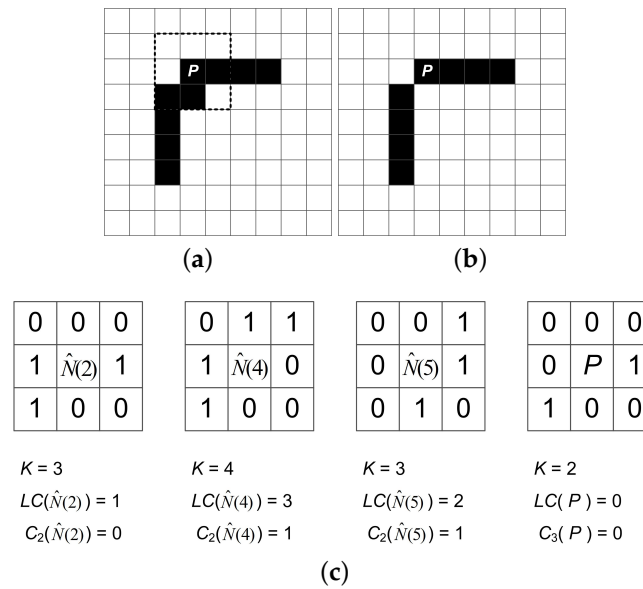 P P
(a) (b)
0 0 0 0 1 1 0 0 1 0 0 0
1 N̂(2) 1 1 N̂(4) 0 0 N̂(5) 1 0 P 1
1 0 0 1 0 0 0 1 0 1 0 0
K = 3 K = 4 K = 3 K = 2
LC(N̂(2)) = 1 LC(N̂(4)) = 3 LC(N̂(5)) = 2 LC( P ) = 0
C₂(N̂(2)) = 0 C₂(N̂(4)) = 1 C₂(N̂(5)) = 1 C₃( P ) = 0
(c)